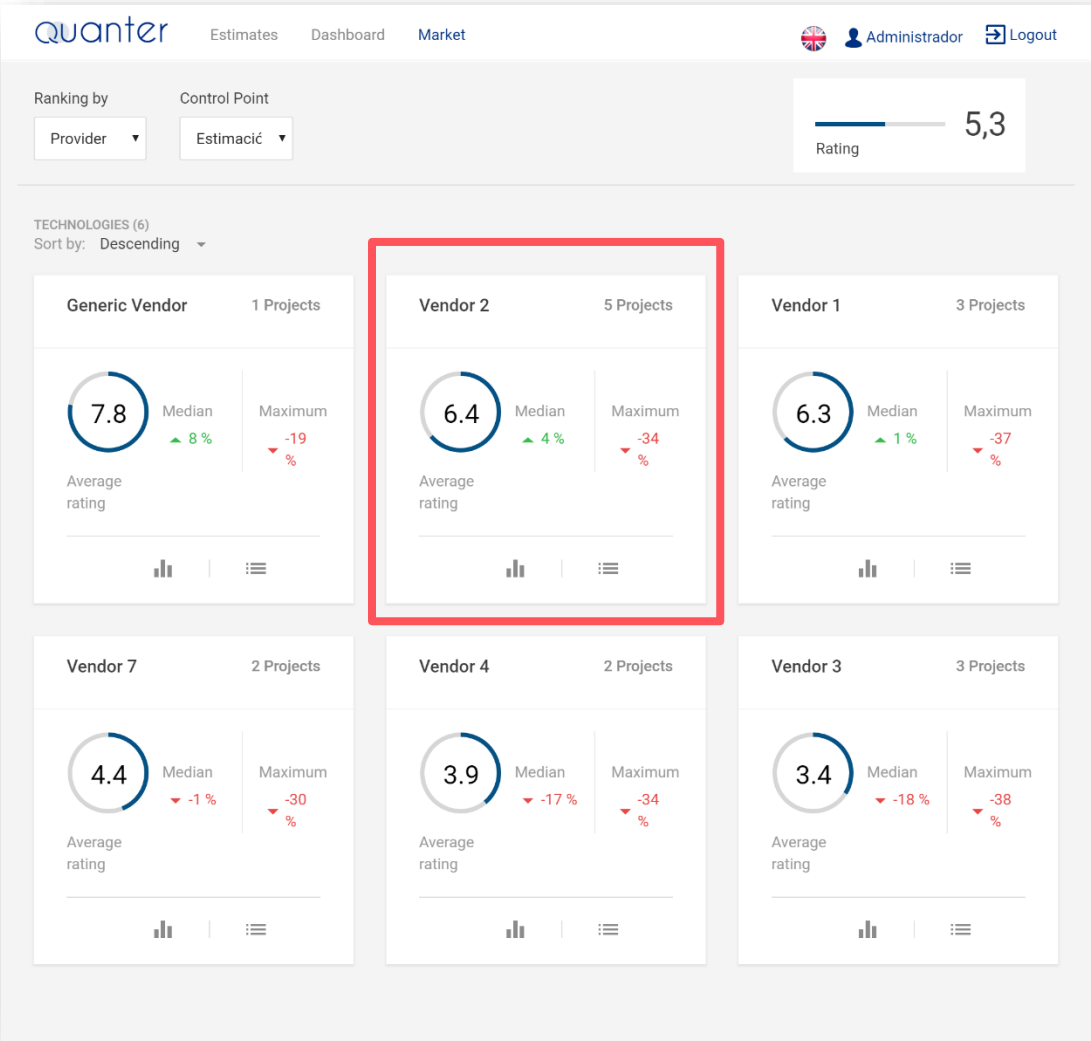 Quanter Estimates Dashboard Market Administrador Logout
Ranking by Control Point
Provider Estimació
5,3
Rating
TECHNOLOGIES (6)
Sort by: Descending
Generic Vendor 1 Projects
7.8 Median Maximum
8 % -19 %
Average rating
Vendor 2 5 Projects
6.4 Median Maximum
4 % -34 %
Average rating
Vendor 1 3 Projects
6.3 Median Maximum
1 % -37 %
Average rating
Vendor 7 2 Projects
4.4 Median Maximum
-1 % -30 %
Average rating
Vendor 4 2 Projects
3.9 Median Maximum
-17 % -34 %
Average rating
Vendor 3 3 Projects
3.4 Median Maximum
-18 % -38 %
Average rating